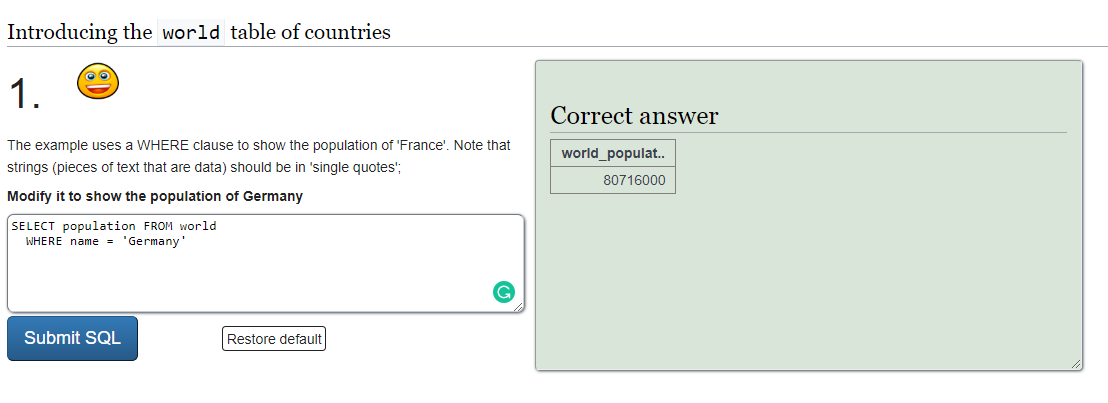 Introducing the world table of countries
1.
The example uses a WHERE clause to show the population of 'France'. Note that
strings (pieces of text that are data) should be in 'single quotes';
Modify it to show the population of Germany
SELECT population FROM world
WHERE name = 'Germany'
G
Submit SQL
Restore default
Correct answer
world_populat..
80716000